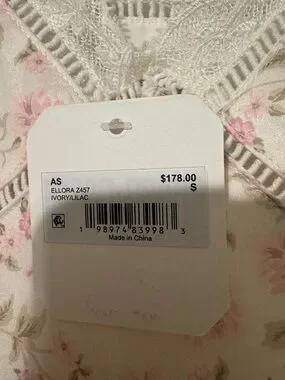 AS
$178.00
ELLORA Z457
S
IVORY/LILAC
1 98974 83998 3
Made in China